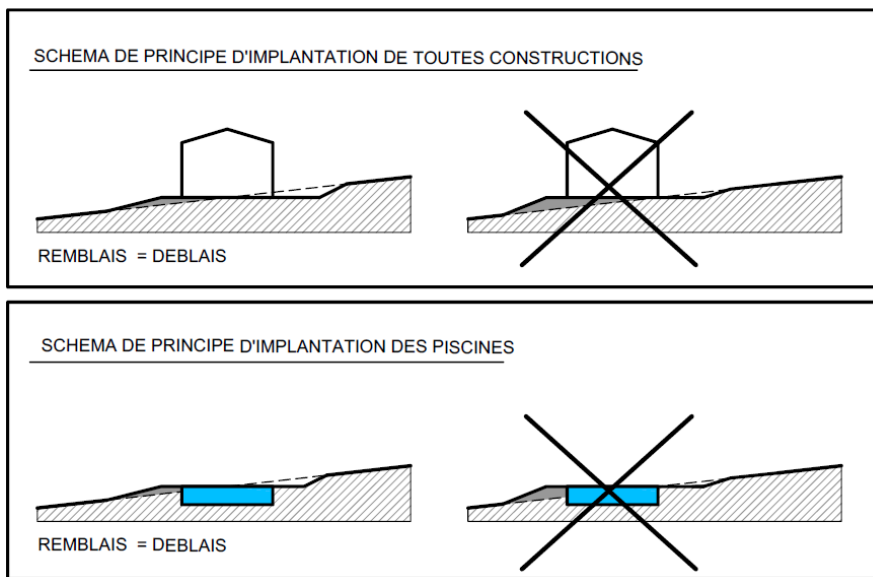 SCHEMA DE PRINCIPE D'IMPLANTATION DE TOUTES CONSTRUCTIONS
REMBLAIS = DEBLAIS
SCHEMA DE PRINCIPE D'IMPLANTATION DES PISCINES
REMBLAIS = DEBLAIS